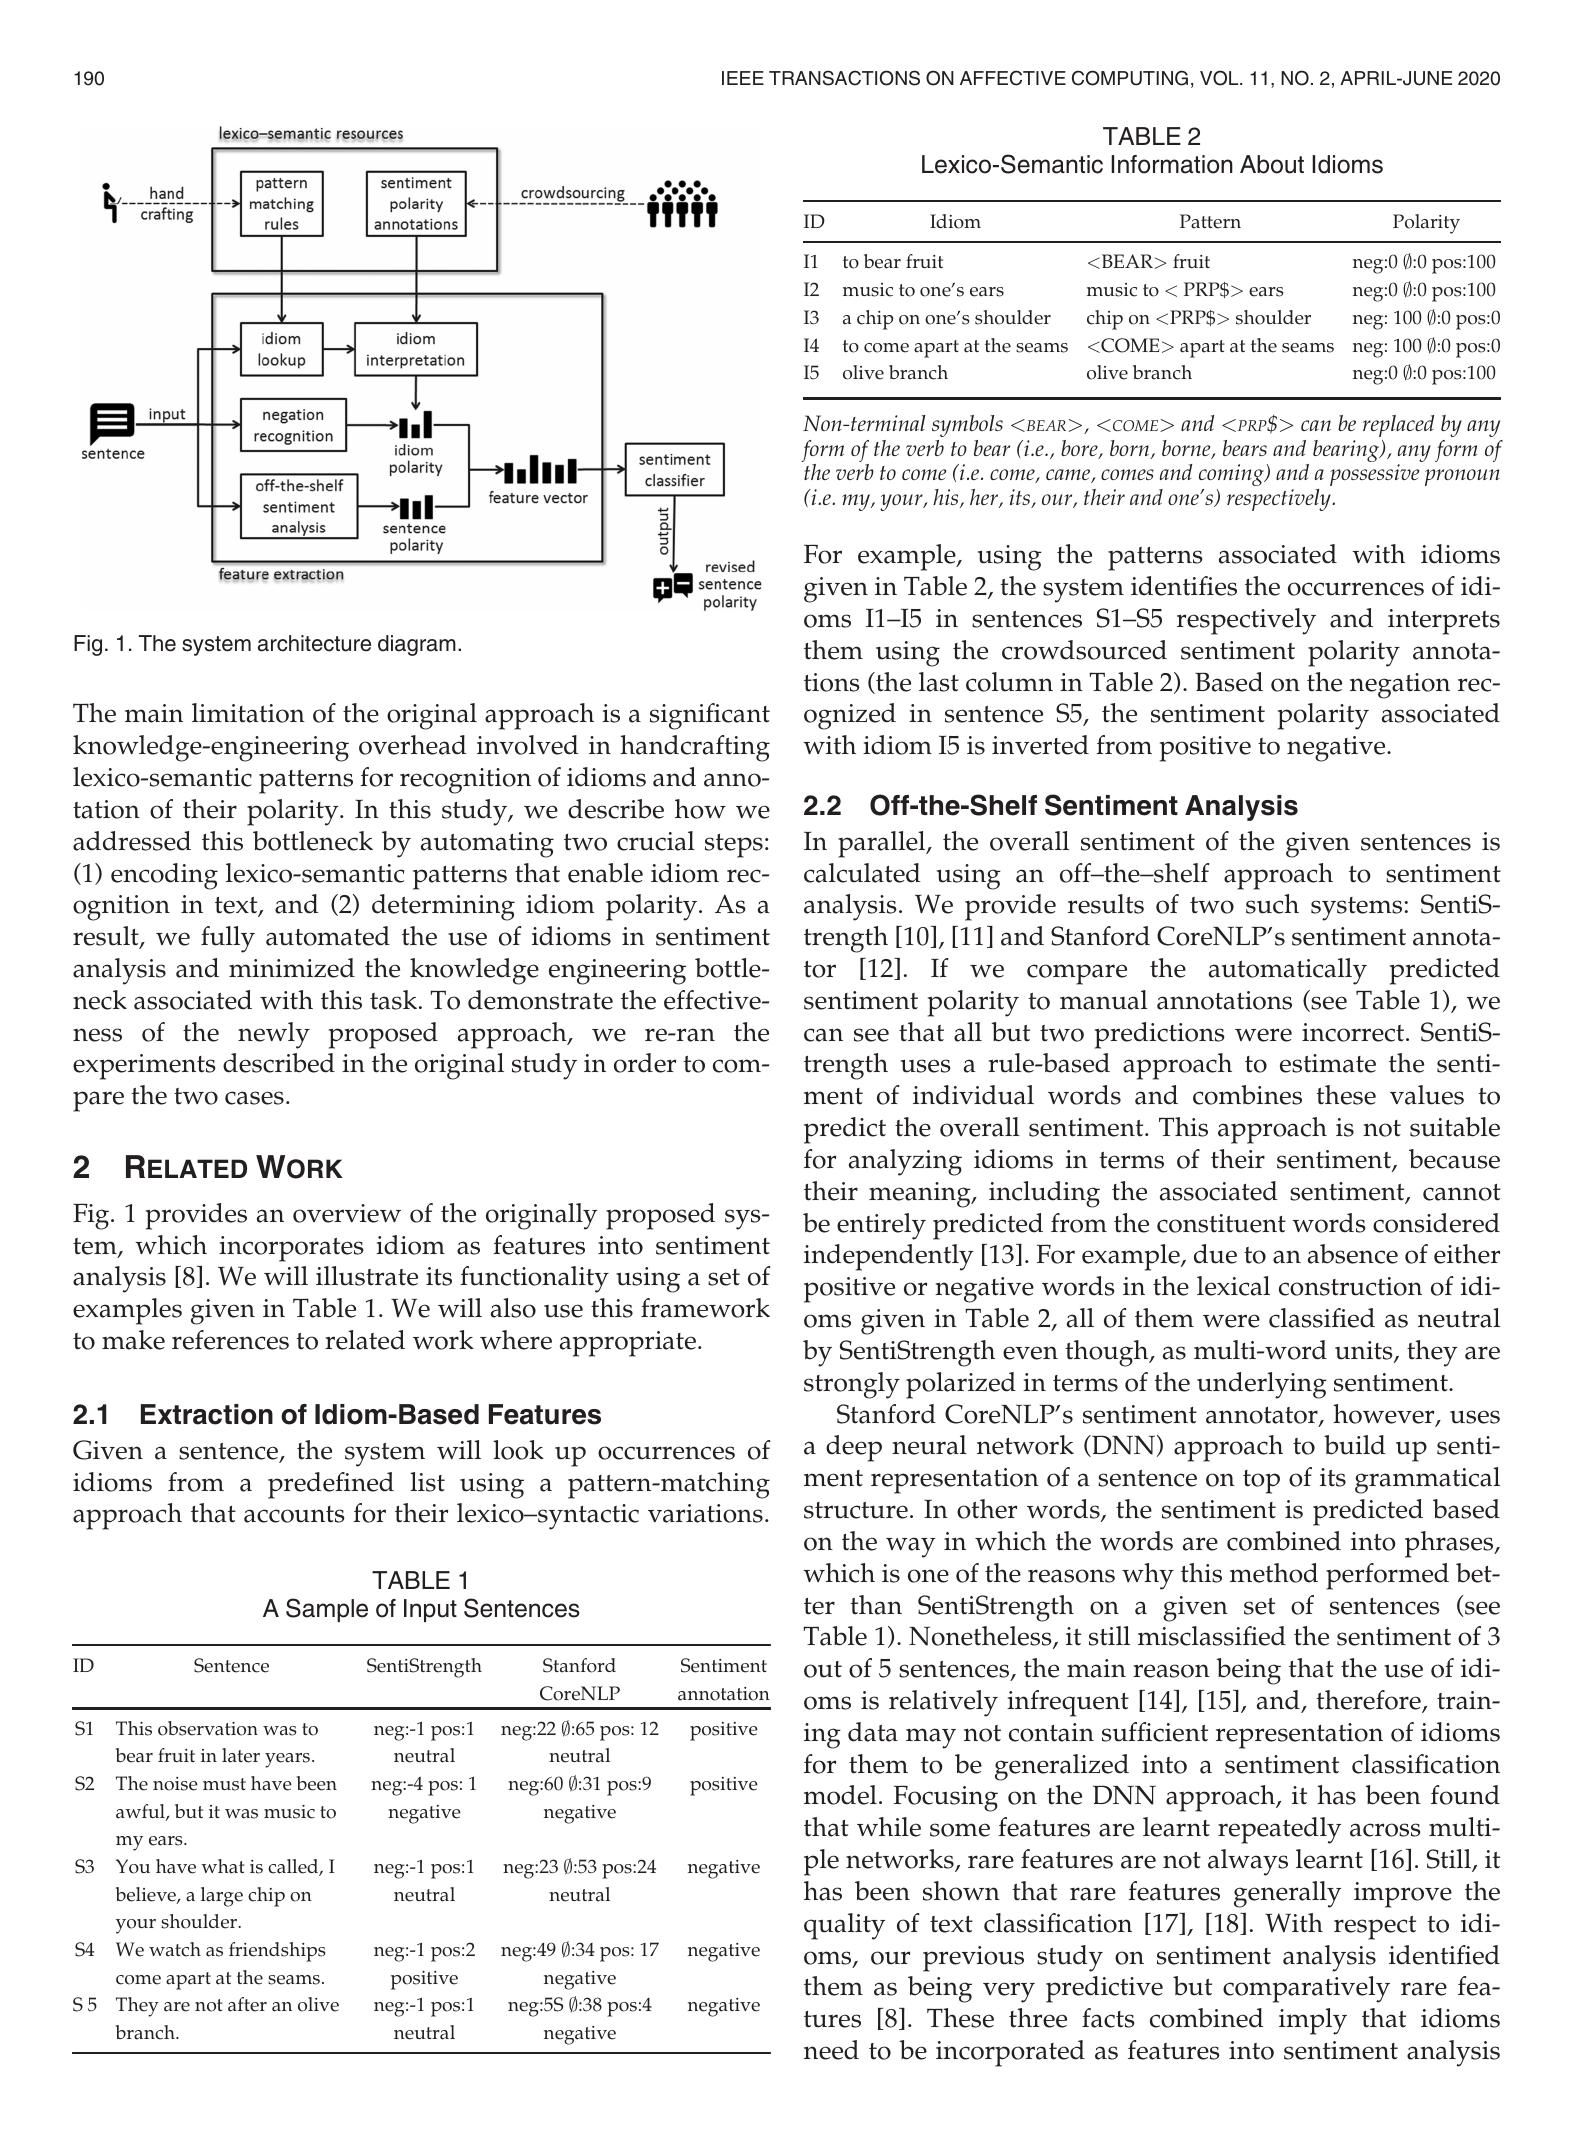 190
IEEE TRANSACTIONS ON AFFECTIVE COMPUTING, VOL. 11, NO. 2, APRIL-JUNE 2020
lexico–semantic resources
hand
crafting
pattern
matching
rules
sentiment
polarity
annotations
crowdsourcing
idiom
lookup
idiom
interpretation
input
sentence
negation
recognition
idiom
polarity
off-the-shelf
sentiment
analysis
sentence
polarity
feature vector
sentiment
classifier
output
feature extraction
revised
sentence
polarity
Fig. 1. The system architecture diagram.
The main limitation of the original approach is a significant
knowledge-engineering overhead involved in handcrafting
lexico-semantic patterns for recognition of idioms and anno-
tation of their polarity. In this study, we describe how we
addressed this bottleneck by automating two crucial steps:
(1) encoding lexico-semantic patterns that enable idiom rec-
ognition in text, and (2) determining idiom polarity. As a
result, we fully automated the use of idioms in sentiment
analysis and minimized the knowledge engineering bottle-
neck associated with this task. To demonstrate the effective-
ness of the newly proposed approach, we re-ran the
experiments described in the original study in order to com-
pare the two cases.
2 RELATED WORK
Fig. 1 provides an overview of the originally proposed sys-
tem, which incorporates idiom as features into sentiment
analysis [8]. We will illustrate its functionality using a set of
examples given in Table 1. We will also use this framework
to make references to related work where appropriate.
2.1 Extraction of Idiom-Based Features
Given a sentence, the system will look up occurrences of
idioms from a predefined list using a pattern-matching
approach that accounts for their lexico–syntactic variations.
TABLE 1
A Sample of Input Sentences
ID Sentence SentiStrength Stanford Sentiment
CoreNLP annotation
S1 This observation was to neg:-1 pos:1 neg:22 ∅:65 pos: 12 positive
bear fruit in later years. neutral neutral
S2 The noise must have been neg:-4 pos: 1 neg:60 ∅:31 pos:9 positive
awful, but it was music to negative negative
my ears.
S3 You have what is called, I neg:-1 pos:1 neg:23 ∅:53 pos:24 negative
believe, a large chip on neutral neutral
your shoulder.
S4 We watch as friendships neg:-1 pos:2 neg:49 ∅:34 pos: 17 negative
come apart at the seams. positive negative
S 5 They are not after an olive neg:-1 pos:1 neg:5S ∅:38 pos:4 negative
branch. neutral negative
TABLE 2
Lexico-Semantic Information About Idioms
ID Idiom Pattern Polarity
I1 to bear fruit <BEAR> fruit neg:0 ∅:0 pos:100
I2 music to one's ears music to < PRP$> ears neg:0 ∅:0 pos:100
I3 a chip on one's shoulder chip on <PRP$> shoulder neg: 100 ∅:0 pos:0
I4 to come apart at the seams <COME> apart at the seams neg: 100 ∅:0 pos:0
I5 olive branch olive branch neg:0 ∅:0 pos:100
Non-terminal symbols <BEAR>, <COME> and <PRP$> can be replaced by any
form of the verb to bear (i.e., bore, born, borne, bears and bearing), any form of
the verb to come (i.e. come, came, comes and coming) and a possessive pronoun
(i.e. my, your, his, her, its, our, their and one's) respectively.
For example, using the patterns associated with idioms
given in Table 2, the system identifies the occurrences of idi-
oms I1–I5 in sentences S1–S5 respectively and interprets
them using the crowdsourced sentiment polarity annota-
tions (the last column in Table 2). Based on the negation rec-
ognized in sentence S5, the sentiment polarity associated
with idiom I5 is inverted from positive to negative.
2.2 Off-the-Shelf Sentiment Analysis
In parallel, the overall sentiment of the given sentences is
calculated using an off–the–shelf approach to sentiment
analysis. We provide results of two such systems: SentiS-
trength [10], [11] and Stanford CoreNLP's sentiment annota-
tor [12]. If we compare the automatically predicted
sentiment polarity to manual annotations (see Table 1), we
can see that all but two predictions were incorrect. SentiS-
trength uses a rule-based approach to estimate the senti-
ment of individual words and combines these values to
predict the overall sentiment. This approach is not suitable
for analyzing idioms in terms of their sentiment, because
their meaning, including the associated sentiment, cannot
be entirely predicted from the constituent words considered
independently [13]. For example, due to an absence of either
positive or negative words in the lexical construction of idi-
oms given in Table 2, all of them were classified as neutral
by SentiStrength even though, as multi-word units, they are
strongly polarized in terms of the underlying sentiment.
Stanford CoreNLP's sentiment annotator, however, uses
a deep neural network (DNN) approach to build up senti-
ment representation of a sentence on top of its grammatical
structure. In other words, the sentiment is predicted based
on the way in which the words are combined into phrases,
which is one of the reasons why this method performed bet-
ter than SentiStrength on a given set of sentences (see
Table 1). Nonetheless, it still misclassified the sentiment of 3
out of 5 sentences, the main reason being that the use of idi-
oms is relatively infrequent [14], [15], and, therefore, train-
ing data may not contain sufficient representation of idioms
for them to be generalized into a sentiment classification
model. Focusing on the DNN approach, it has been found
that while some features are learnt repeatedly across multi-
ple networks, rare features are not always learnt [16]. Still, it
has been shown that rare features generally improve the
quality of text classification [17], [18]. With respect to idi-
oms, our previous study on sentiment analysis identified
them as being very predictive but comparatively rare fea-
tures [8]. These three facts combined imply that idioms
need to be incorporated as features into sentiment analysis